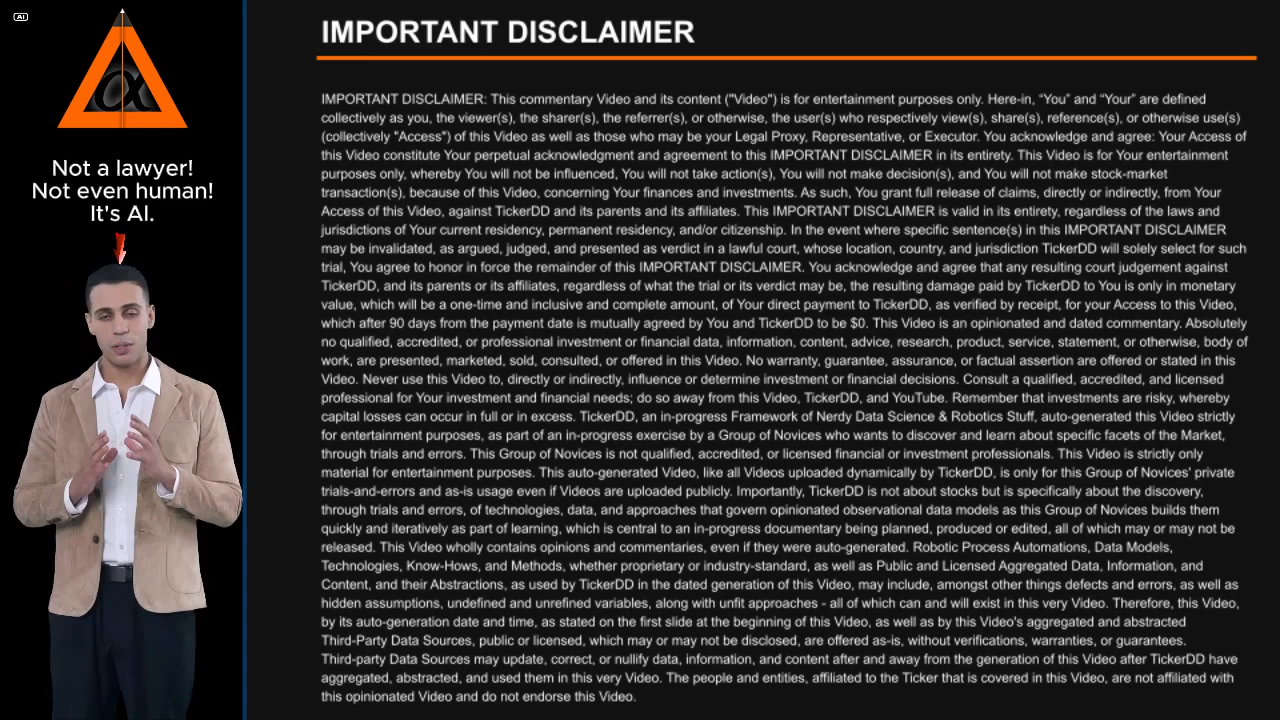 AI
α
Not a lawyer!
Not even human!
It's AI.
IMPORTANT DISCLAIMER
IMPORTANT DISCLAIMER: This commentary Video and its content ("Video") is for entertainment purposes only. Here-in, “You” and “Your” are defined
collectively as you, the viewer(s), the sharer(s), the referrer(s), or otherwise, the user(s) who respectively view(s), share(s), reference(s), or otherwise use(s)
(collectively "Access") of this Video as well as those who may be your Legal Proxy, Representative, or Executor. You acknowledge and agree: Your Access of
this Video constitute Your perpetual acknowledgment and agreement to this IMPORTANT DISCLAIMER in its entirety. This Video is for Your entertainment
purposes only, whereby You will not be influenced, You will not take action(s), You will not make decision(s), and You will not make stock-market
transaction(s), because of this Video, concerning Your finances and investments. As such, You grant full release of claims, directly or indirectly, from Your
Access of this Video, against TickerDD and its parents and its affiliates. This IMPORTANT DISCLAIMER is valid in its entirety, regardless of the laws and
jurisdictions of Your current residency, permanent residency, and/or citizenship. In the event where specific sentence(s) in this IMPORTANT DISCLAIMER
may be invalidated, as argued, judged, and presented as verdict in a lawful court, whose location, country, and jurisdiction TickerDD will solely select for such
trial, You agree to honor in force the remainder of this IMPORTANT DISCLAIMER. You acknowledge and agree that any resulting court judgement against
TickerDD, and its parents or its affiliates, regardless of what the trial or its verdict may be, the resulting damage paid by TickerDD to You is only in monetary
value, which will be a one-time and inclusive and complete amount, of Your direct payment to TickerDD, as verified by receipt, for your Access to this Video,
which after 90 days from the payment date is mutually agreed by You and TickerDD to be $0. This Video is an opinionated and dated commentary. Absolutely
no qualified, accredited, or professional investment or financial data, information, content, advice, research, product, service, statement, or otherwise, body of
work, are presented, marketed, sold, consulted, or offered in this Video. No warranty, guarantee, assurance, or factual assertion are offered or stated in this
Video. Never use this Video to, directly or indirectly, influence or determine investment or financial decisions. Consult a qualified, accredited, and licensed
professional for Your investment and financial needs; do so away from this Video, TickerDD, and YouTube. Remember that investments are risky, whereby
capital losses can occur in full or in excess. TickerDD, an in-progress Framework of Nerdy Data Science & Robotics Stuff, auto-generated this Video strictly
for entertainment purposes, as part of an in-progress exercise by a Group of Novices who wants to discover and learn about specific facets of the Market,
through trials and errors. This Group of Novices is not qualified, accredited, or licensed financial or investment professionals. This Video is strictly only
material for entertainment purposes. This auto-generated Video, like all Videos uploaded dynamically by TickerDD, is only for this Group of Novices' private
trials-and-errors and as-is usage even if Videos are uploaded publicly. Importantly, TickerDD is not about stocks but is specifically about the discovery,
through trials and errors, of technologies, data, and approaches that govern opinionated observational data models as this Group of Novices builds them
quickly and iteratively as part of learning, which is central to an in-progress documentary being planned, produced or edited, all of which may or may not be
released. This Video wholly contains opinions and commentaries, even if they were auto-generated. Robotic Process Automations, Data Models,
Technologies, Know-Hows, and Methods, whether proprietary or industry-standard, as well as Public and Licensed Aggregated Data, Information, and
Content, and their Abstractions, as used by TickerDD in the dated generation of this Video, may include, amongst other things defects and errors, as well as
hidden assumptions, undefined and unrefined variables, along with unfit approaches - all of which can and will exist in this very Video. Therefore, this Video,
by its auto-generation date and time, as stated on the first slide at the beginning of this Video, as well as by this Video's aggregated and abstracted
Third-Party Data Sources, public or licensed, which may or may not be disclosed, are offered as-is, without verifications, warranties, or guarantees.
Third-party Data Sources may update, correct, or nullify data, information, and content after and away from the generation of this Video after TickerDD have
aggregated, abstracted, and used them in this very Video. The people and entities, affiliated to the Ticker that is covered in this Video, are not affiliated with
this opinionated Video and do not endorse this Video.